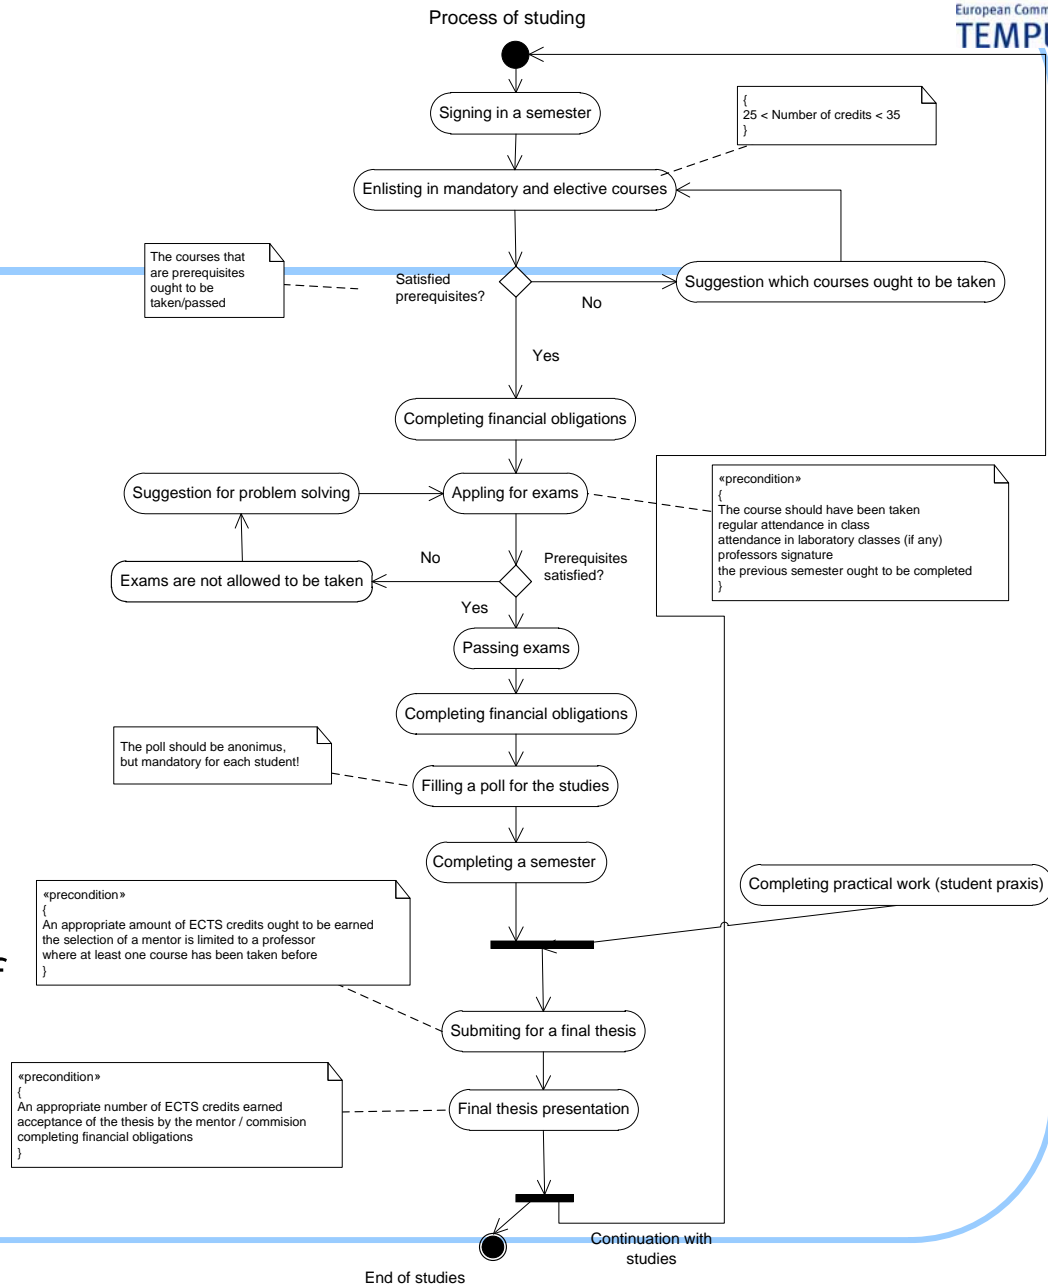 European Comm
TEMPU
Process of studing
Signing in a semester
{
25 < Number of credits < 35
}
Enlisting in mandatory and elective courses
The courses that
are prerequisites
ought to be
taken/passed
Satisfied
prerequisites?
No
Suggestion which courses ought to be taken
Yes
Completing financial obligations
Suggestion for problem solving
Appling for exams
«precondition»
{
The course should have been taken
regular attendance in class
attendance in laboratory classes (if any)
professors signature
the previous semester ought to be completed
}
No
Prerequisites
satisfied?
Exams are not allowed to be taken
Yes
Passing exams
Completing financial obligations
The poll should be anonimus,
but mandatory for each student!
Filling a poll for the studies
Completing a semester
Completing practical work (student praxis)
«precondition»
{
An appropriate amount of ECTS credits ought to be earned
the selection of a mentor is limited to a professor
where at least one course has been taken before
}
Submiting for a final thesis
«precondition»
{
An appropriate number of ECTS credits earned
acceptance of the thesis by the mentor / commision
completing financial obligations
}
Final thesis presentation
Continuation with
studies
End of studies